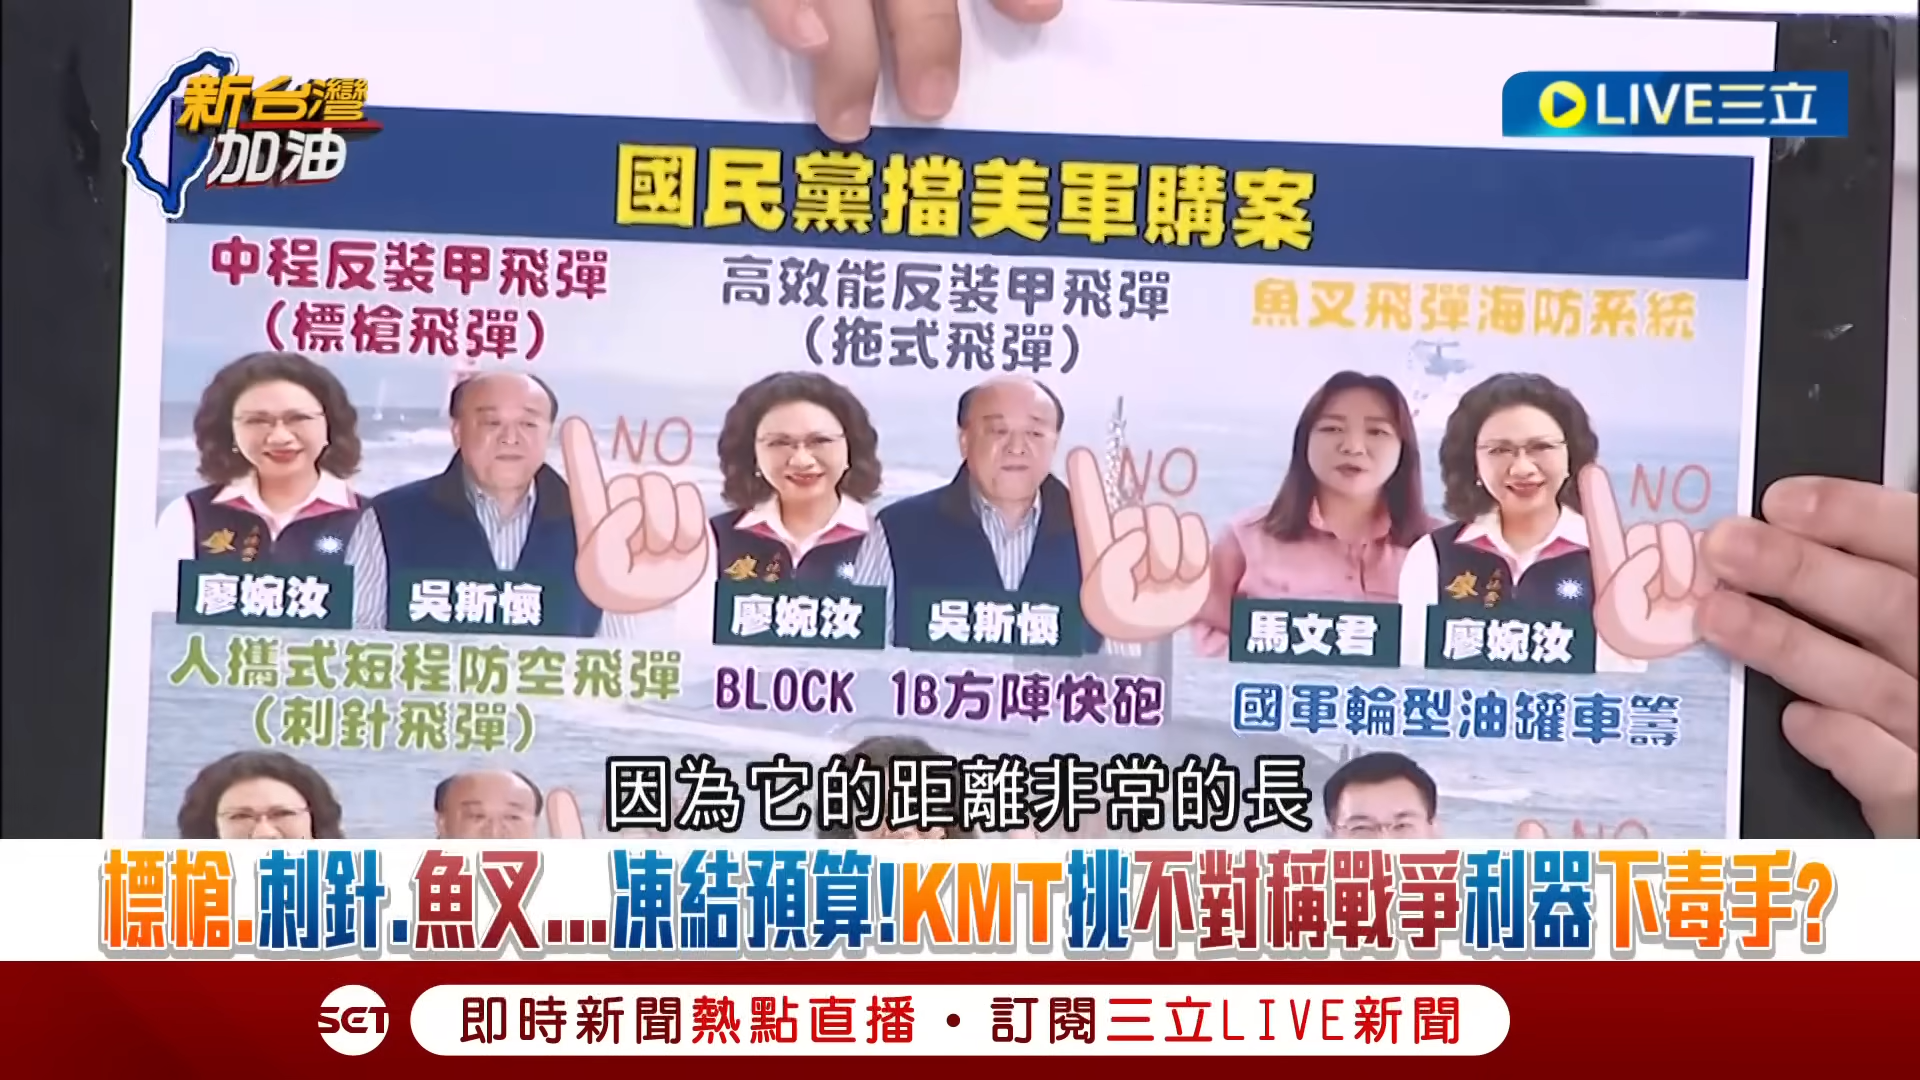 新台灣
加油
LIVE三立
國民黨擋美軍購案
中程反裝甲飛彈
(標槍飛彈)
高效能反裝甲飛彈
(拖式飛彈)
魚叉飛彈海防系統
NO
NO
NO
廖婉汝
吳斯懷
廖婉汝
吳斯懷
馬文君
廖婉汝
人攜式短程防空飛彈
(刺針飛彈)
BLOCK 1B方陣快砲
國軍輪型油罐車籌
NO
因為它的距離非常的長
標槍.刺針.魚叉...凍結預算!KMT挑不對稱戰爭利器下毒手?
SET
即時新聞熱點直播・訂閱三立LIVE新聞